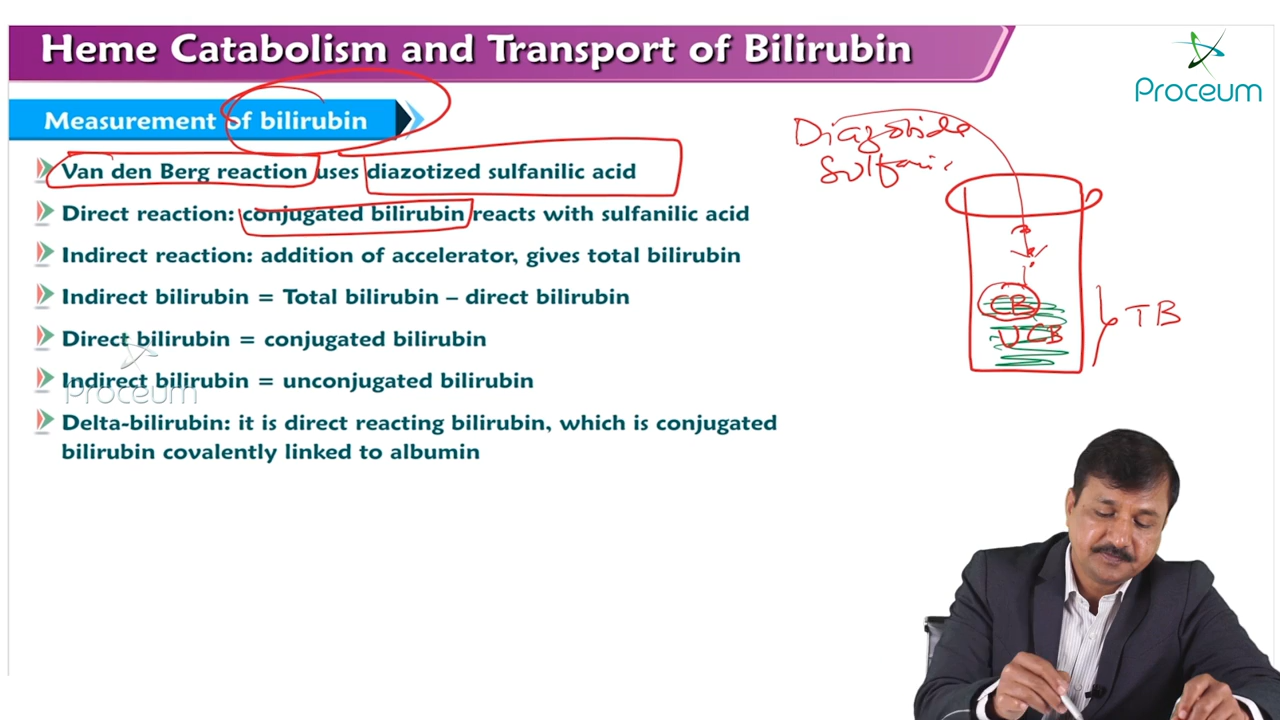 Heme Catabolism and Transport of Bilirubin
Proceum
Measurement of bilirubin
Van den Berg reaction uses diazotized sulfanilic acid
Direct reaction: conjugated bilirubin reacts with sulfanilic acid
Indirect reaction: addition of accelerator, gives total bilirubin
Indirect bilirubin = Total bilirubin – direct bilirubin
Direct bilirubin = conjugated bilirubin
Indirect bilirubin = unconjugated bilirubin
Proceum
Delta-bilirubin: it is direct reacting bilirubin, which is conjugated
bilirubin covalently linked to albumin
CB
UCB
TB